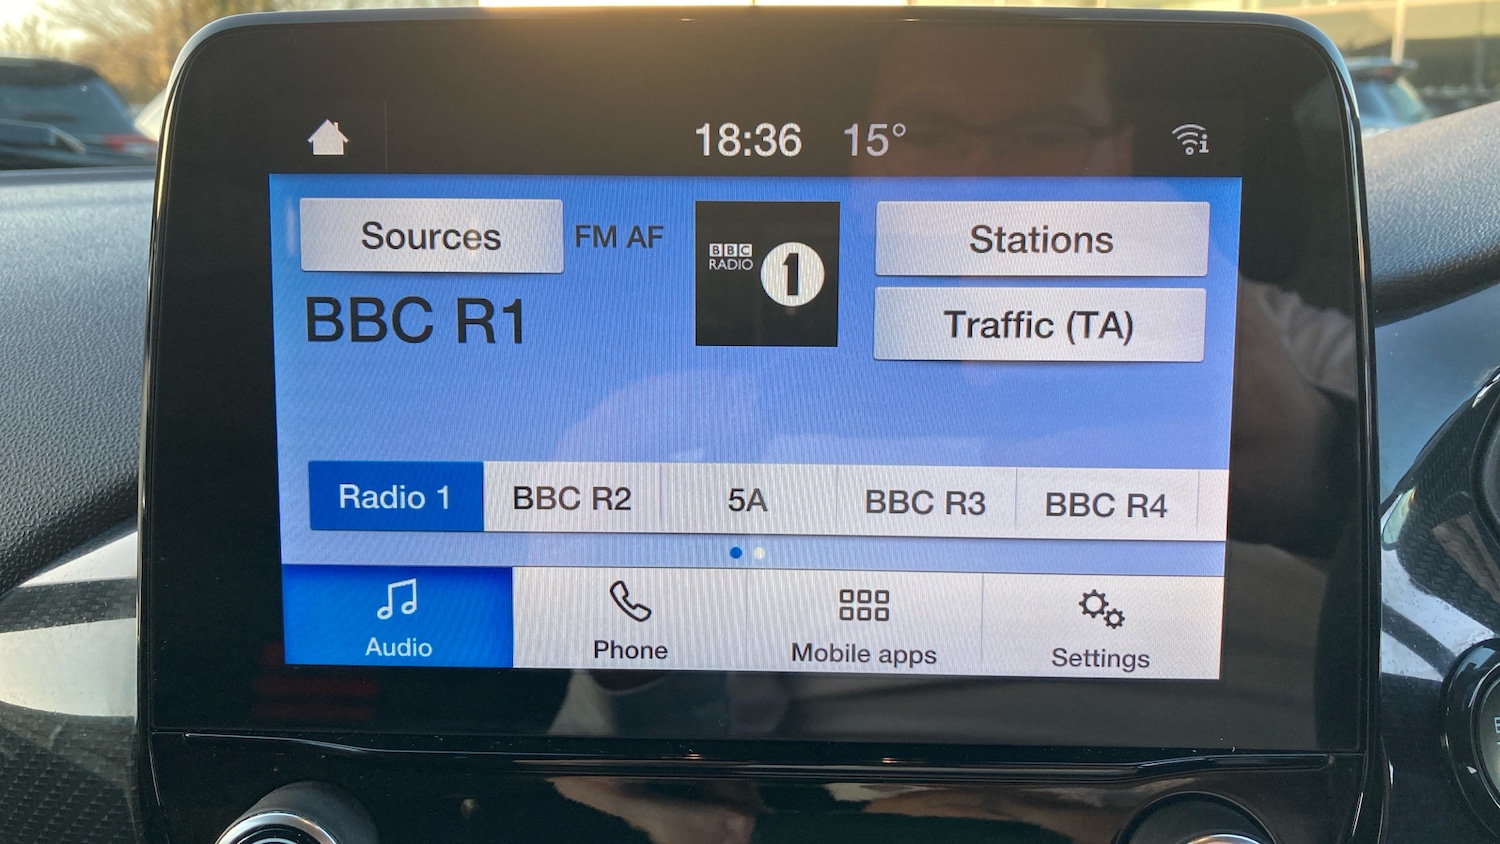 18:36 15°
Sources FM AF
BBC RADIO 1
Stations
BBC R1
Traffic (TA)
Radio 1 BBC R2 5A BBC R3 BBC R4
Audio Phone Mobile apps Settings